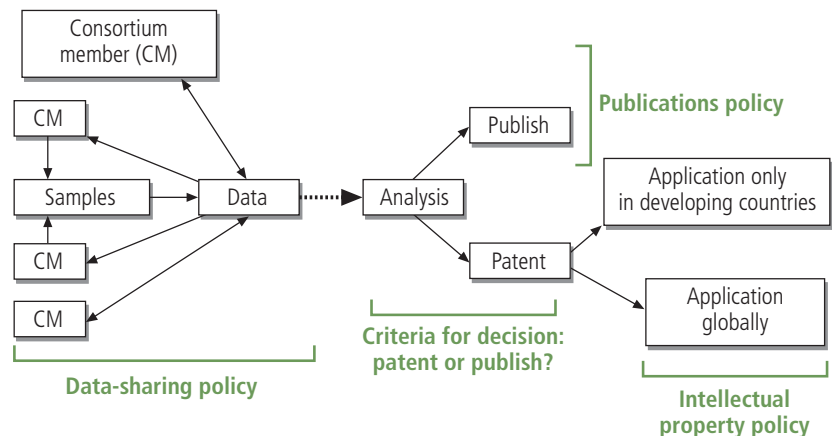 Consortium
member (CM)
CM
Samples
CM
CM
Data
Analysis
Publish
Patent
Publications policy
Application only
in developing countries
Application
globally
Criteria for decision:
patent or publish?
Data-sharing policy
Intellectual
property policy